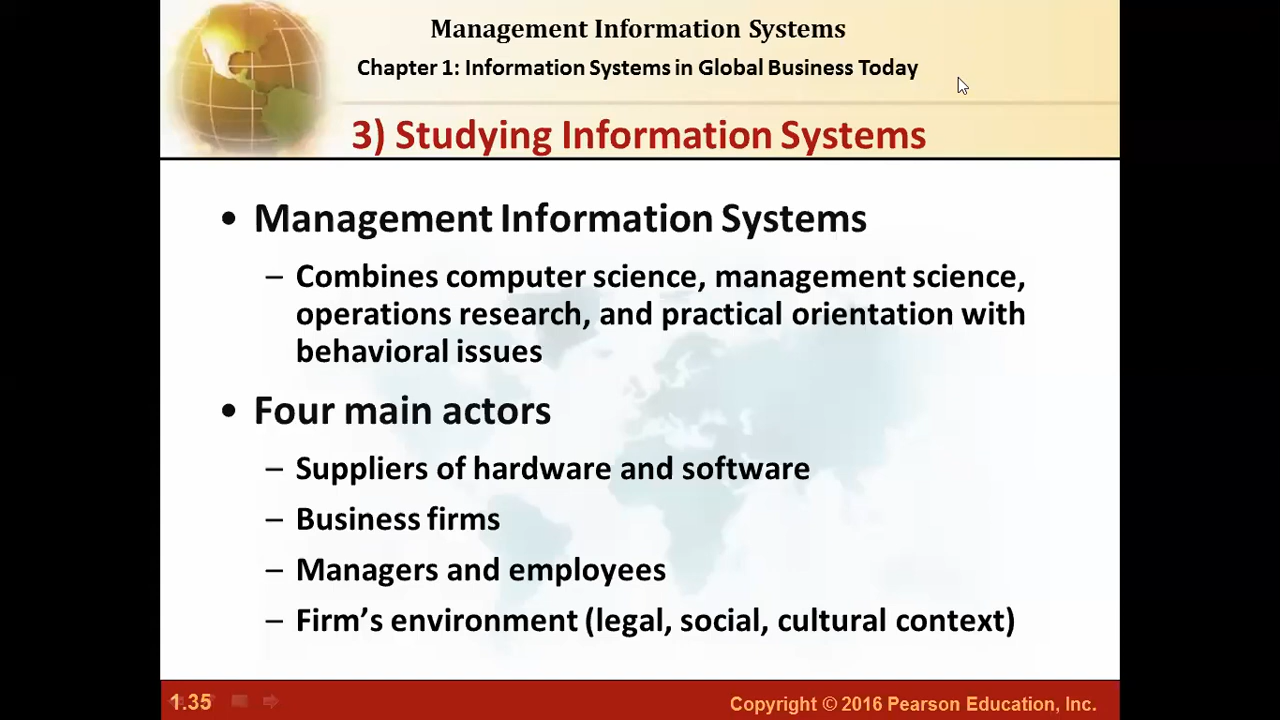 Management Information Systems
Chapter 1: Information Systems in Global Business Today
3) Studying Information Systems
• Management Information Systems
– Combines computer science, management science,
operations research, and practical orientation with
behavioral issues
• Four main actors
– Suppliers of hardware and software
– Business firms
– Managers and employees
– Firm’s environment (legal, social, cultural context)
1.35
Copyright © 2016 Pearson Education, Inc.